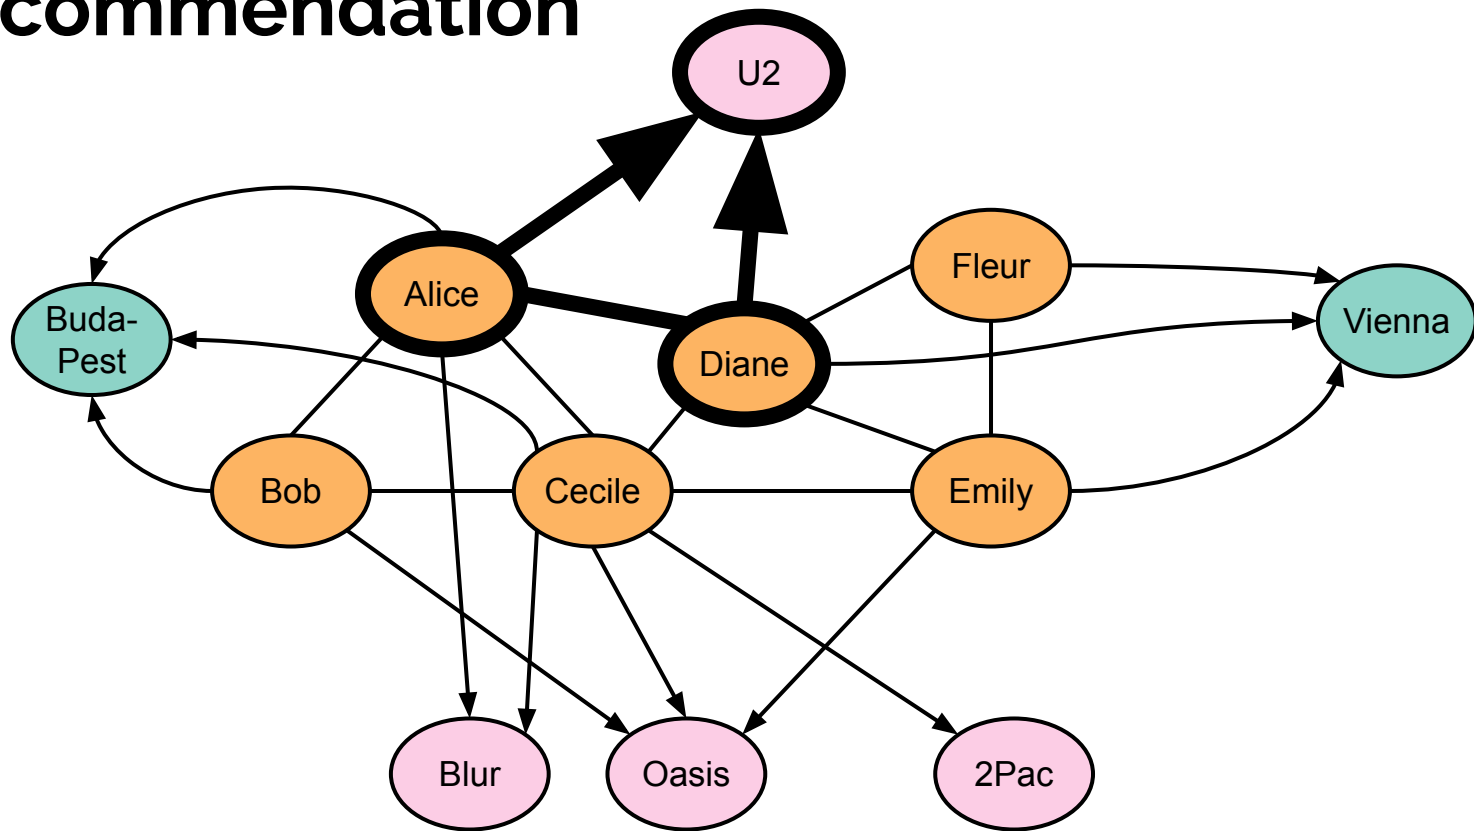 commendation
U2
Fleur
Alice
Buda-
Pest
Vienna
Diane
Bob
Cecile
Emily
Blur
Oasis
2Pac